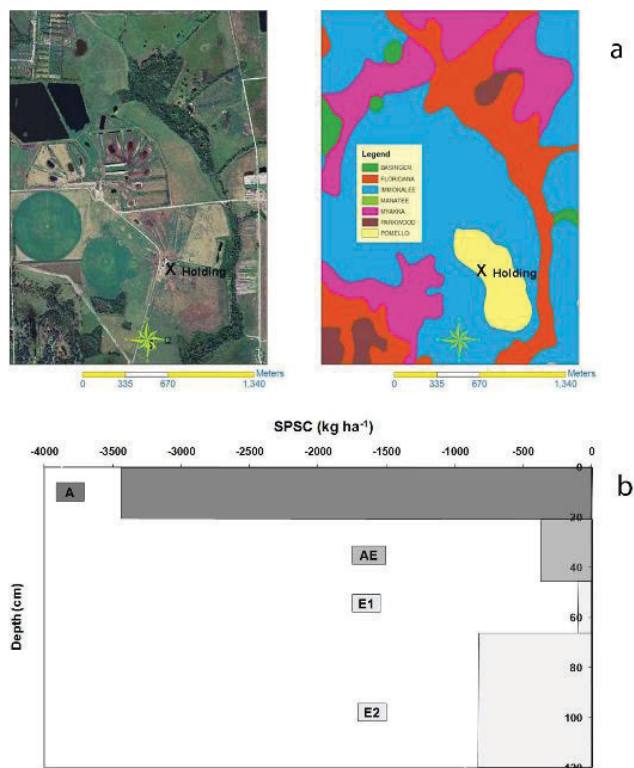 a
X Holding
Legend
BASINGER
FLORIDANA
IMMOKALEE
MANATEE
MYAKKA
PARKWOOD
POMELLO
X
Holding
Meters
0 335 670 1,340
Meters
0 335 670 1,340
SPSC (kg ha-1)
-4000 -3500 -3000 -2500 -2000 -1500 -1000 -500 0
b
Depth (cm)
0
20
40
60
80
100
120
A
AE
E1
E2